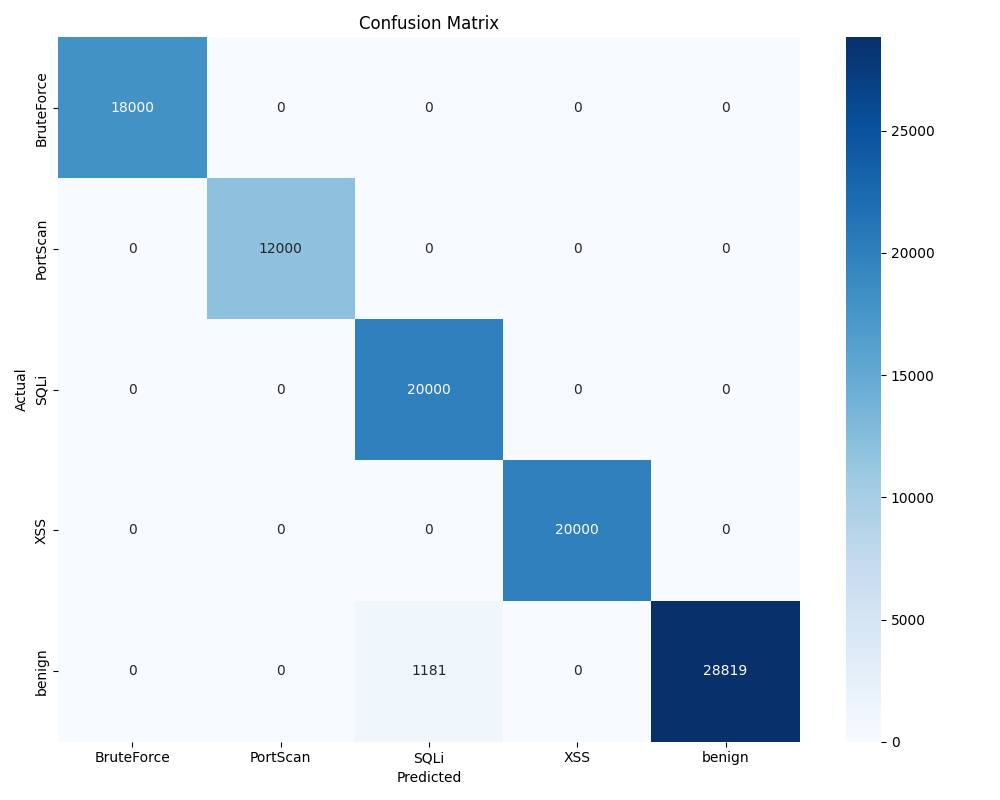 Confusion Matrix
BruteForce
18000 0 0 0 0
PortScan
0 12000 0 0 0
Actual
SQLi
0 0 20000 0 0
XSS
0 0 0 20000 0
benign
0 0 1181 0 28819
BruteForce PortScan SQLi XSS benign
Predicted
25000
20000
15000
10000
5000
0